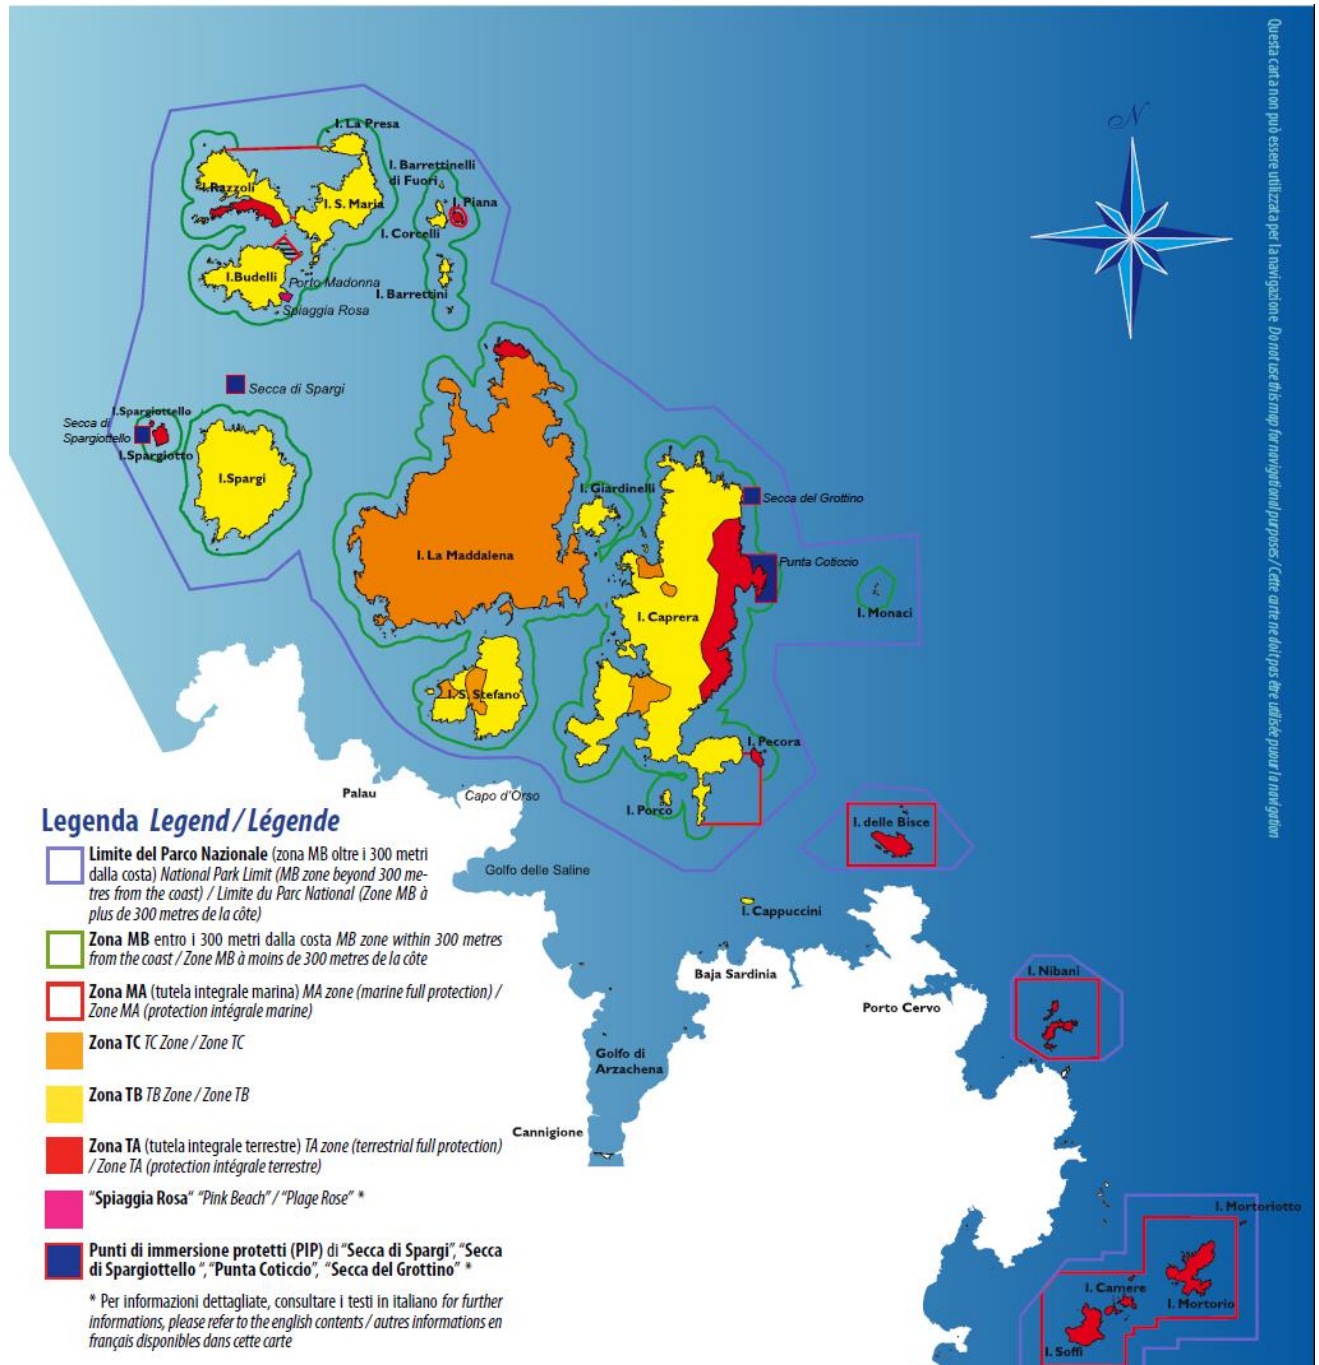 N
Questa carta non può essere utilizzata per la navigazione Do not use this map for navigational purposes / Cette carte ne doit pas être utilisée puour la navigation
I. La Presa
I. Barrettinelli
di Fuori
I. Razzoli
I. S. Maria
I. Piana
I. Corcelli
I. Budelli
Porto Madonna
I. Barrettini
Spiaggia Rosa
Secca di Spargi
I. Spargiottello
Secca di
Spargiottello
I. Spargiotto
I. Spargi
I. Giardinelli
Secca del Grottino
I. La Maddalena
Punta Coticcio
I. Monaci
I. Caprera
I. S. Stefano
I. Pecora
Palau
Capo d'Orso
I. Porco
I. delle Bisce
Golfo delle Saline
I. Cappuccini
Baja Sardinia
I. Nibani
Porto Cervo
Golfo di
Arzachena
Cannigione
I. Mortoriotto
I. Camere
I. Mortorio
I. Soffi
Legenda Legend / Légende
Limite del Parco Nazionale (zona MB oltre i 300 metri
dalla costa) National Park Limit (MB zone beyond 300 me-
tres from the coast) / Limite du Parc National (Zone MB à
plus de 300 metres de la côte)
Zona MB entro i 300 metri dalla costa MB zone within 300 metres
from the coast / Zone MB à moins de 300 metres de la côte
Zona MA (tutela integrale marina) MA zone (marine full protection) /
Zone MA (protection intégrale marine)
Zona TC TC Zone / Zone TC
Zona TB TB Zone / Zone TB
Zona TA (tutela integrale terrestre) TA zone (terrestrial full protection)
/ Zone TA (protection intégrale terrestre)
"Spiaggia Rosa" "Pink Beach" / "Plage Rose" *
Punti di immersione protetti (PIP) di "Secca di Spargi", "Secca
di Spargiottello ", "Punta Coticcio", "Secca del Grottino" *
* Per informazioni dettagliate, consultare i testi in italiano for further
informations, please refer to the english contents / autres informations en
français disponibles dans cette carte